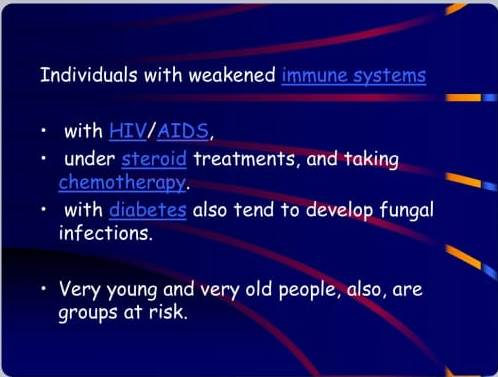 Individuals with weakened immune systems
• with HIV/AIDS,
• under steroid treatments, and taking
chemotherapy.
• with diabetes also tend to develop fungal
infections.
• Very young and very old people, also, are
groups at risk.